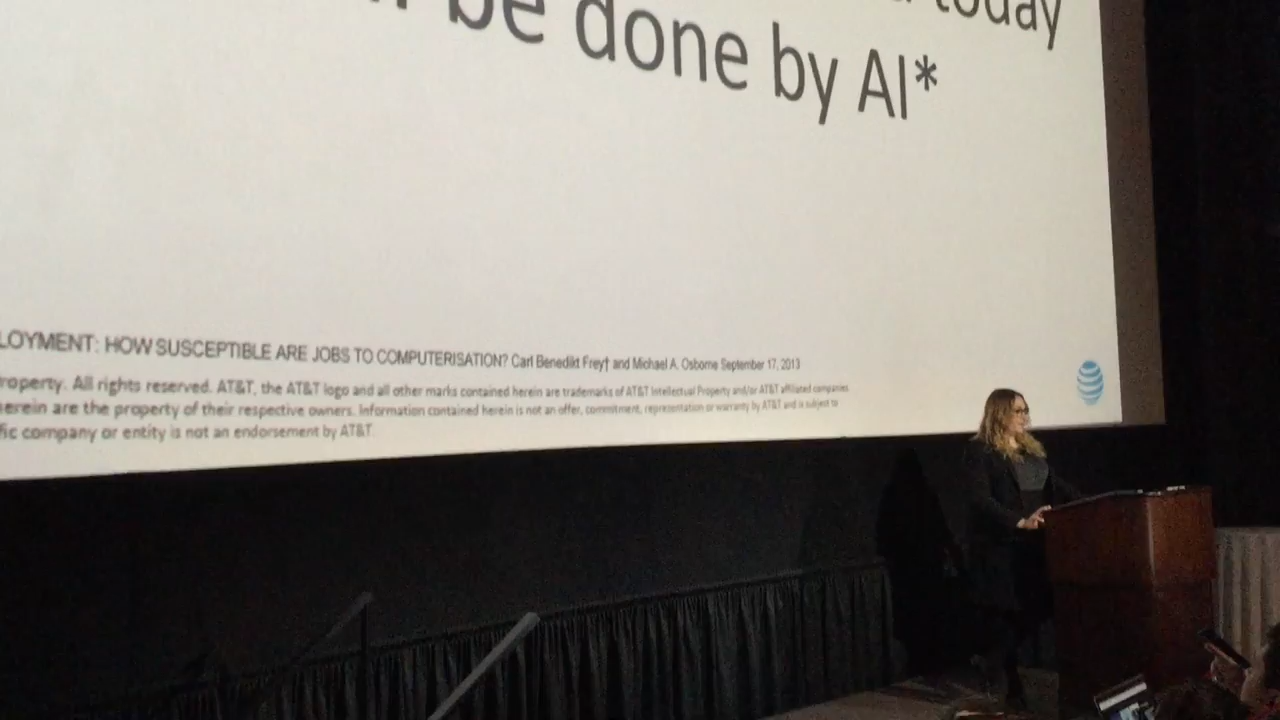 today
be done by AI*
LOYMENT: HOW SUSCEPTIBLE ARE JOBS TO COMPUTERISATION? Carl Benedikt Frey† and Michael A. Osborne September 17, 2013
roperty. All rights reserved. AT&T, the AT&T logo and all other marks contained herein are trademarks of AT&T Intellectual Property and/or AT&T affiliated companies
erein are the property of their respective owners. Information contained herein is not an offer, commitment, representation or warranty by AT&T and is subject to
fic company or entity is not an endorsement by AT&T.